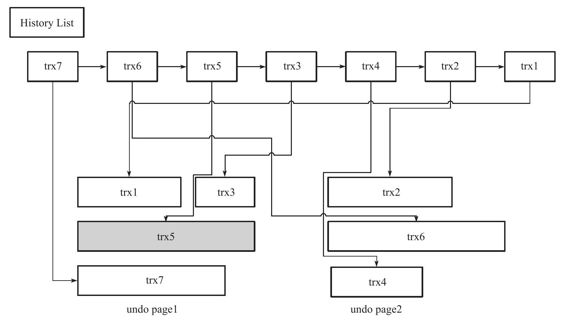 History List
trx7 trx6 trx5 trx3 trx4 trx2 trx1
trx1 trx3 trx2
trx5 trx6
trx7 trx4
undo page1 undo page2